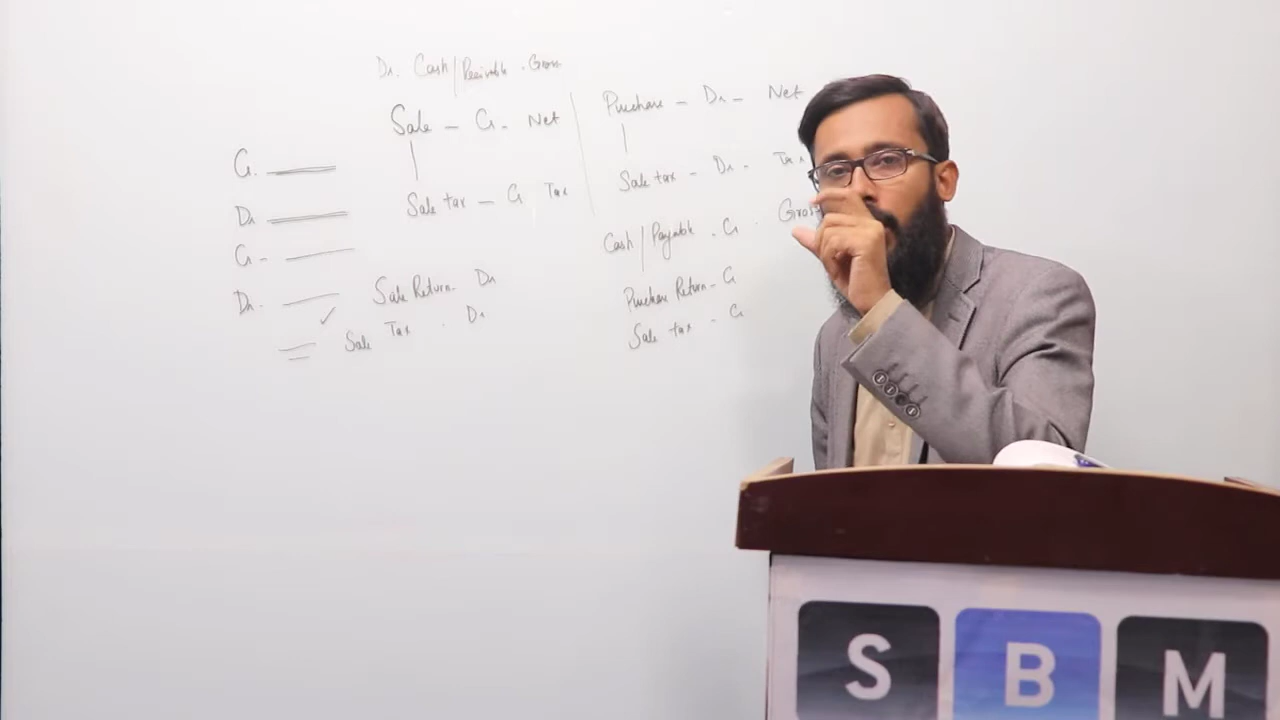 Dr. Cash/Receivable - Gross
Sale - Cr - Net
Sale tax - Cr Tax
Cr.
Dr
Cr -
Dr.
Sale Return - Dr
Sale Tax - Dr
Purchase - Dr - Net
Sale tax - Dr - Tax
Cash/Payable - Cr - Gross
Purchase Return - Cr
Sale tax - Cr
S B M